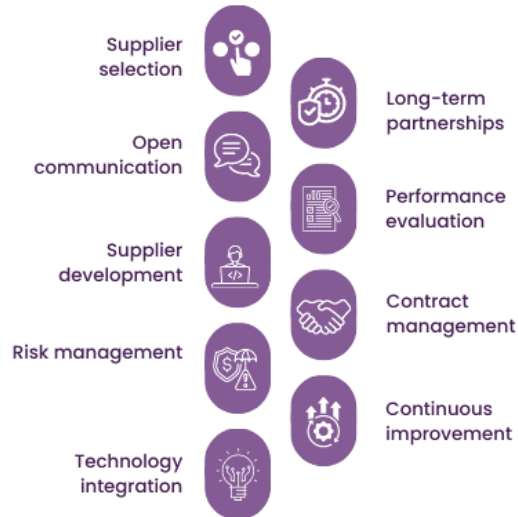 Supplier
selection
Long-term
partnerships
Open
communication
Performance
evaluation
Supplier
development
Contract
management
Risk management
Continuous
improvement
Technology
integration